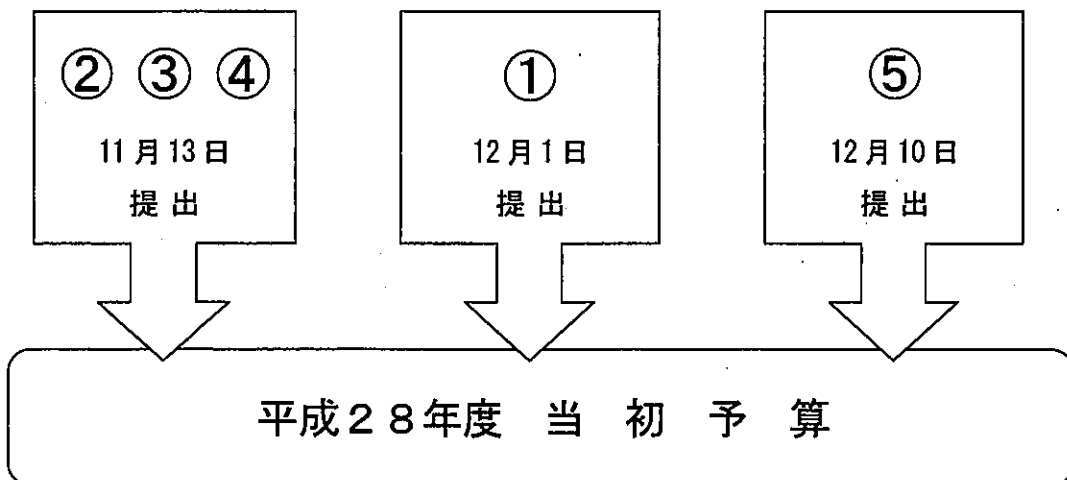 ② ③ ④
11月13日
提出
①
12月1日
提出
⑤
12月10日
提出
平成28年度 当初予算